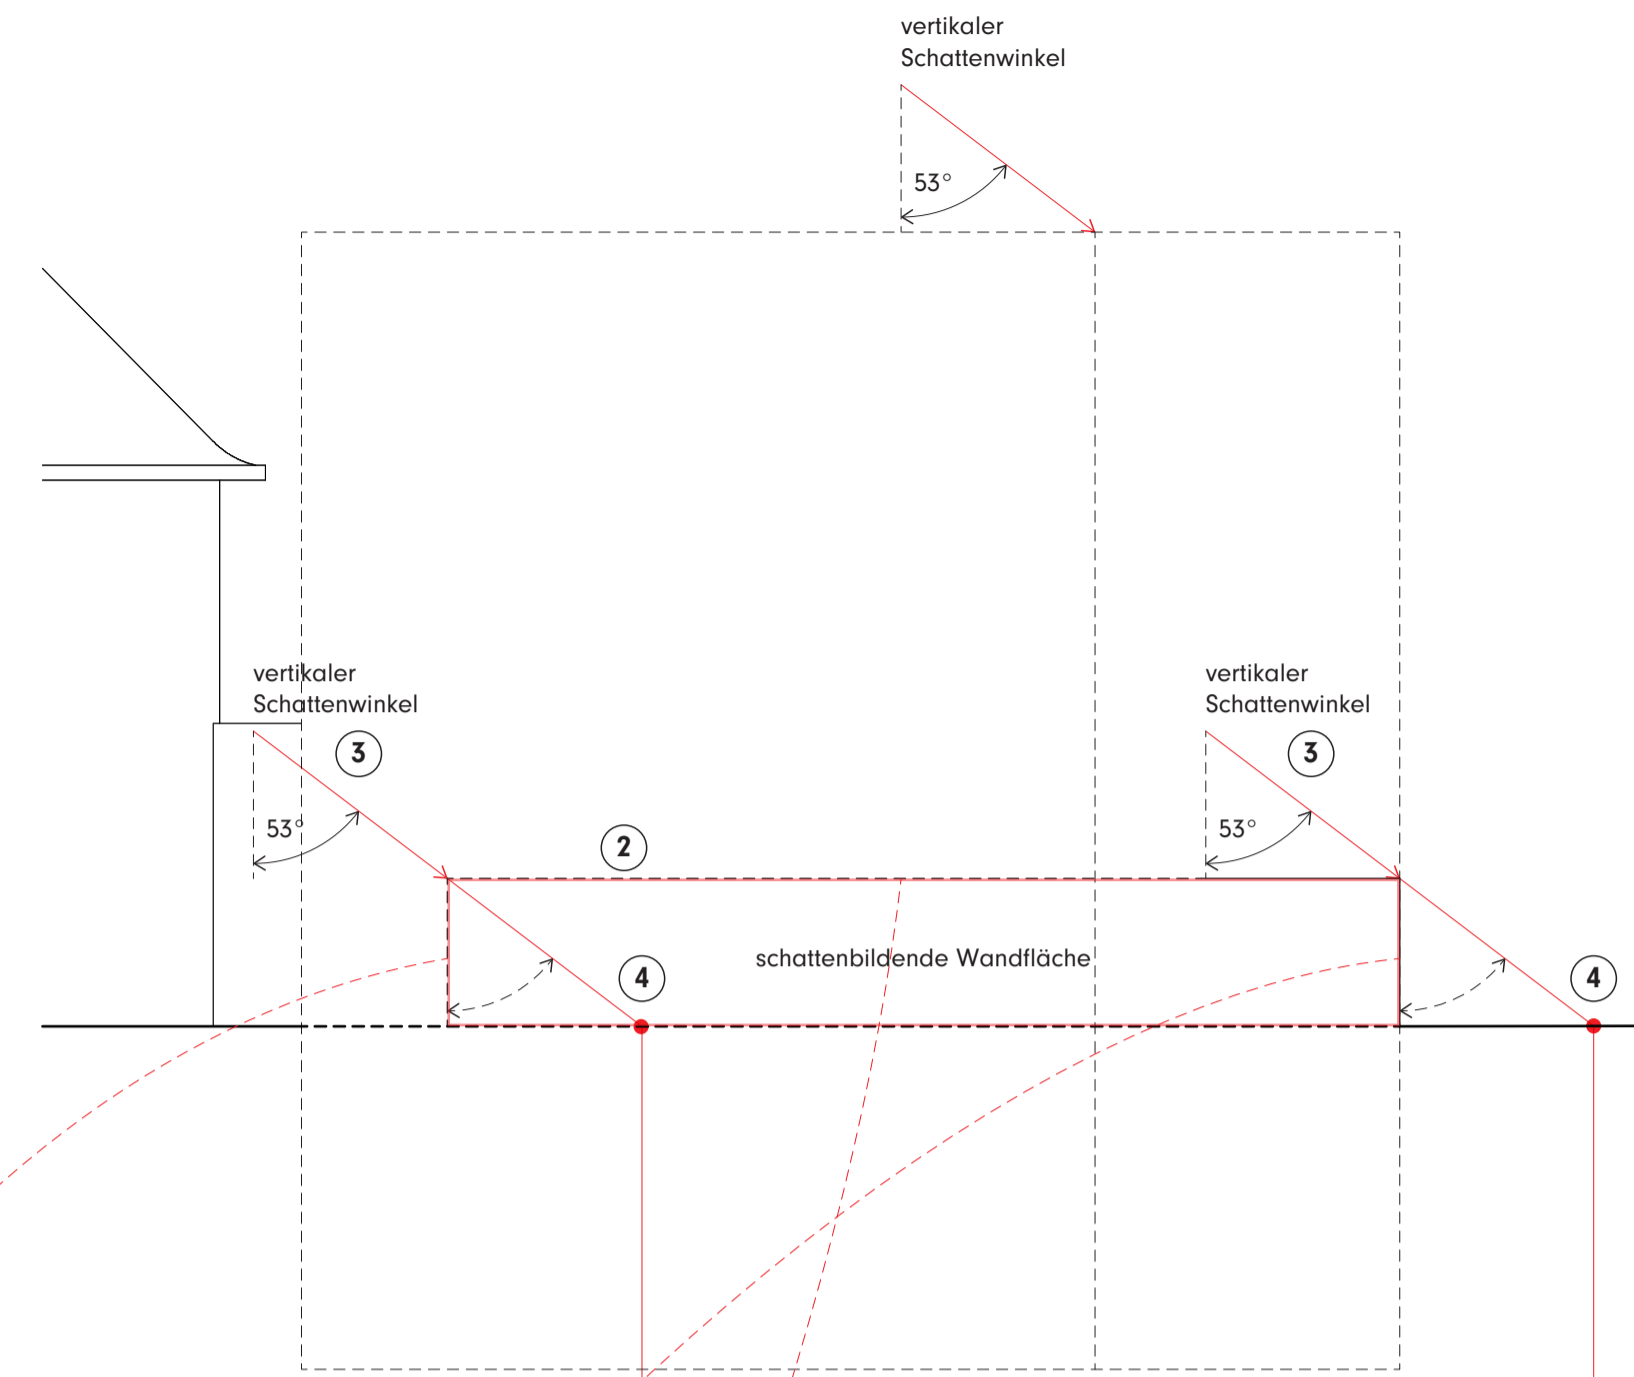 vertikaler
Schattenwinkel
53°
vertikaler
Schattenwinkel
3
53°
vertikaler
Schattenwinkel
3
53°
2
schattenbildende Wandfläche
4
4